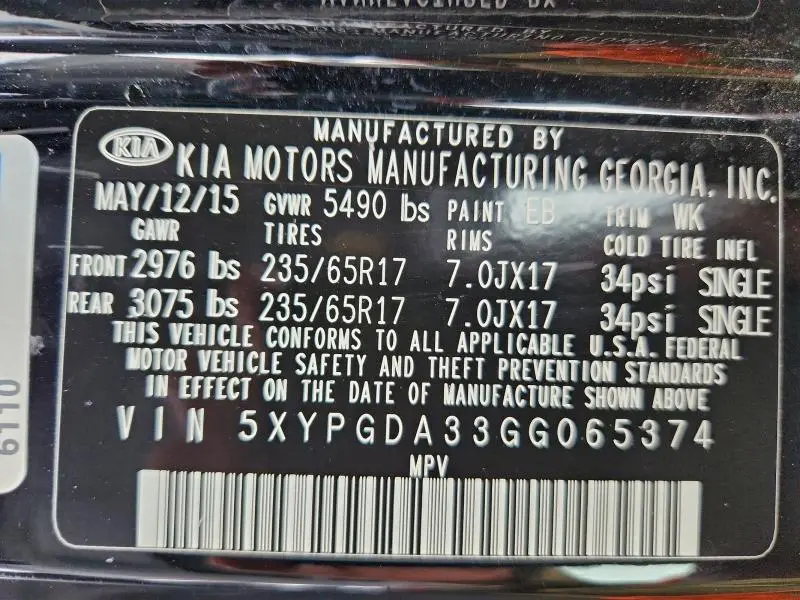 MANUFACTURED BY
KIA KIA MOTORS MANUFACTURING GEORGIA, INC.
MAY/12/15 GVWR 5490 lbs PAINT EB TRIM WK
GAWR TIRES RIMS COLD TIRE INFL
FRONT 2976 lbs 235/65R17 7.0JX17 34psi SINGLE
REAR 3075 lbs 235/65R17 7.0JX17 34psi SINGLE
THIS VEHICLE CONFORMS TO ALL APPLICABLE U.S.A. FEDERAL
MOTOR VEHICLE SAFETY AND THEFT PREVENTION STANDARDS
IN EFFECT ON THE DATE OF MANUFACTURE SHOWN ABOVE
VIN 5XYPGDA33GG065374
MPV
6110